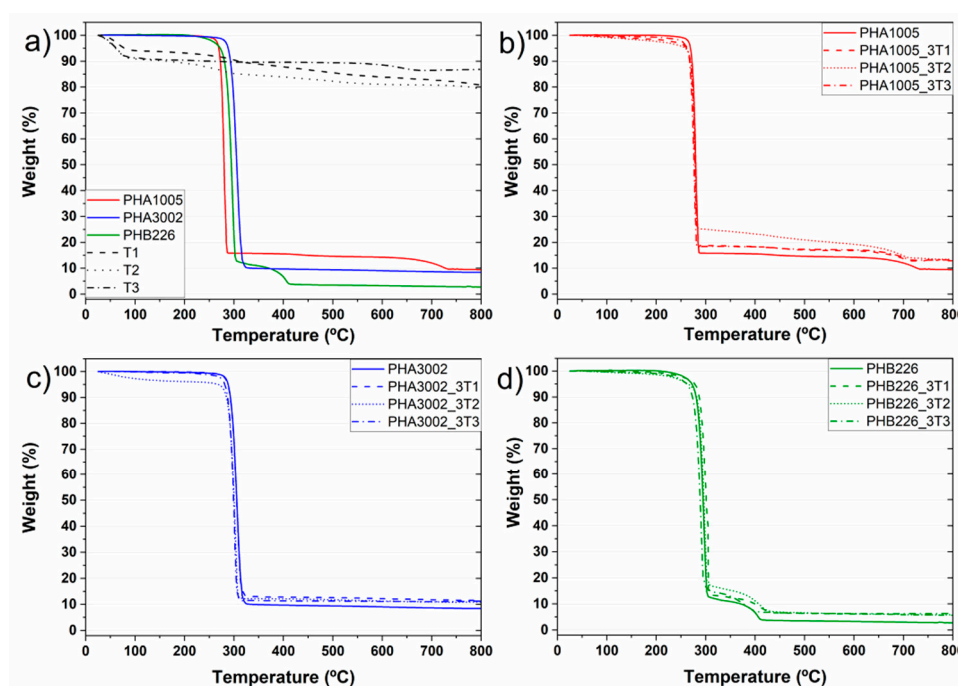 a)
100
90
80
70
60
50
40
30
20
10
0
Weight (%)
PHA1005
PHA3002
PHB226
T1
T2
T3
0 100 200 300 400 500 600 700 800
Temperature (ºC)
b)
100
90
80
70
60
50
40
30
20
10
0
Weight (%)
PHA1005
PHA1005_3T1
PHA1005_3T2
PHA1005_3T3
0 100 200 300 400 500 600 700 800
Temperature (ºC)
c)
100
90
80
70
60
50
40
30
20
10
0
Weight (%)
PHA3002
PHA3002_3T1
PHA3002_3T2
PHA3002_3T3
0 100 200 300 400 500 600 700 800
Temperature (ºC)
d)
100
90
80
70
60
50
40
30
20
10
0
Weight (%)
PHB226
PHB226_3T1
PHB226_3T2
PHB226_3T3
0 100 200 300 400 500 600 700 800
Temperature (ºC)